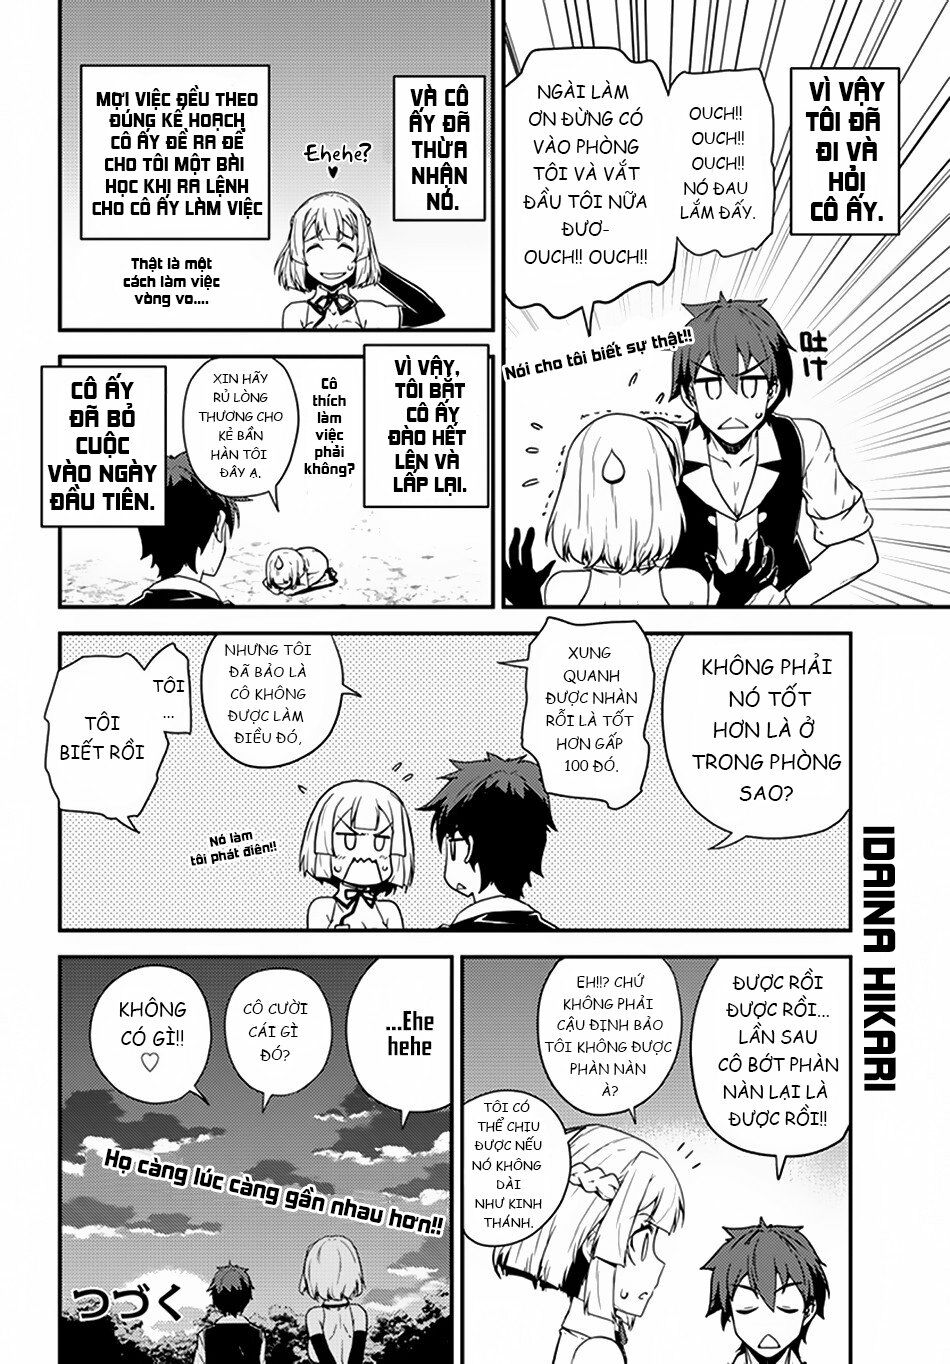 VÌ VẬY
TÔI ĐÃ
ĐI VÀ
HỎI
CÔ ẤY.
OUCH!!
OUCH!!
OUCH!!
NÓ ĐAU
LẮM ĐẤY.
NGÀI LÀM
ƠN ĐỪNG CÓ
VÀO PHÒNG
TÔI VÀ VẮT
ĐẦU TÔI NỮA
ĐƯƠ-
OUCH!! OUCH!!
Nói cho tôi biết sự thật!!
吐け
VÀ CÔ
ẤY ĐÃ
THỪA
NHẬN
NÓ.
Ehehe?
♥
MỢI VIỆC ĐỀU THEO
ĐÚNG KẾ HOẠCH
CÔ ẤY ĐỀ RA ĐỂ
CHO TÔI MỘT BÀI
HỌC KHI RA LỆNH
CHO CÔ ẤY LÀM VIỆC
Thật là một
cách làm việc
vòng vo....
VÌ VẬY,
TÔI BẮT
CÔ ẤY
ĐÀO HẾT
LÊN VÀ
LẤP LẠI.
Cô
thích
làm
việc phải
không?
XIN HÃY
RỦ LÒNG
THƯƠNG CHO
KẺ BẦN
HÀN TÔI
ĐÂY Ạ.
CÔ ẤY
ĐÃ BỎ
CUỘC
VÀO NGÀY
ĐẦU TIÊN.
KHÔNG PHẢI
NÓ TỐT
HƠN LÀ Ở
TRONG PHÒNG
SAO?
XUNG
QUANH
ĐƯỢC NHÀN
RỖI LÀ TỐT
HƠN GẤP
100 ĐÓ.
NHƯNG TÔI
ĐÃ BẢO LÀ
CÔ KHÔNG
ĐƯỢC LÀM
ĐIỀU ĐÓ,
TÔI
...
TÔI
BIẾT RỒI
Nó làm
tôi phát điên!!
IDAINA HIKARI
ĐƯỢC RỒI
ĐƯỢC RỒI...
LẦN SAU
CÔ BỚT PHÀN
NÀN LẠI LÀ
ĐƯỢC RỒI!!
EH!!? CHỨ
KHÔNG PHẢI
CẬU ĐỊNH BẢO
TÔI KHÔNG ĐƯỢC
PHÀN NÀN
À?
TÔI CÓ
THỂ CHỊU
ĐƯỢC NẾU
NÓ KHÔNG
DÀI
NHƯ KINH
THÁNH.
...Ehe
hehe
CÔ CƯỜI
CÁI GÌ
ĐÓ?
KHÔNG
CÓ GÌ!!
♡
Họ càng lúc càng gần nhau hơn!!
つづく